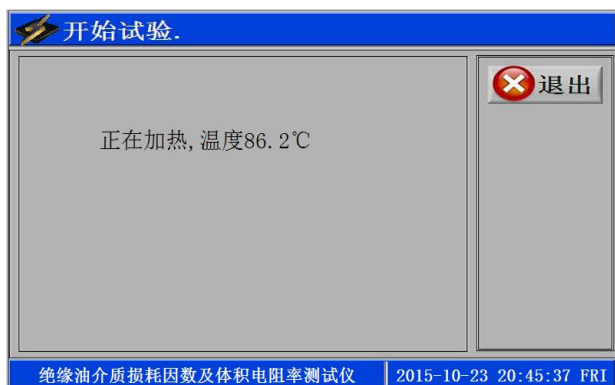 开始试验.
退出
正在加热,温度86.2℃
绝缘油介质损耗因数及体积电阻率测试仪
2015-10-23 20:45:37 FRI